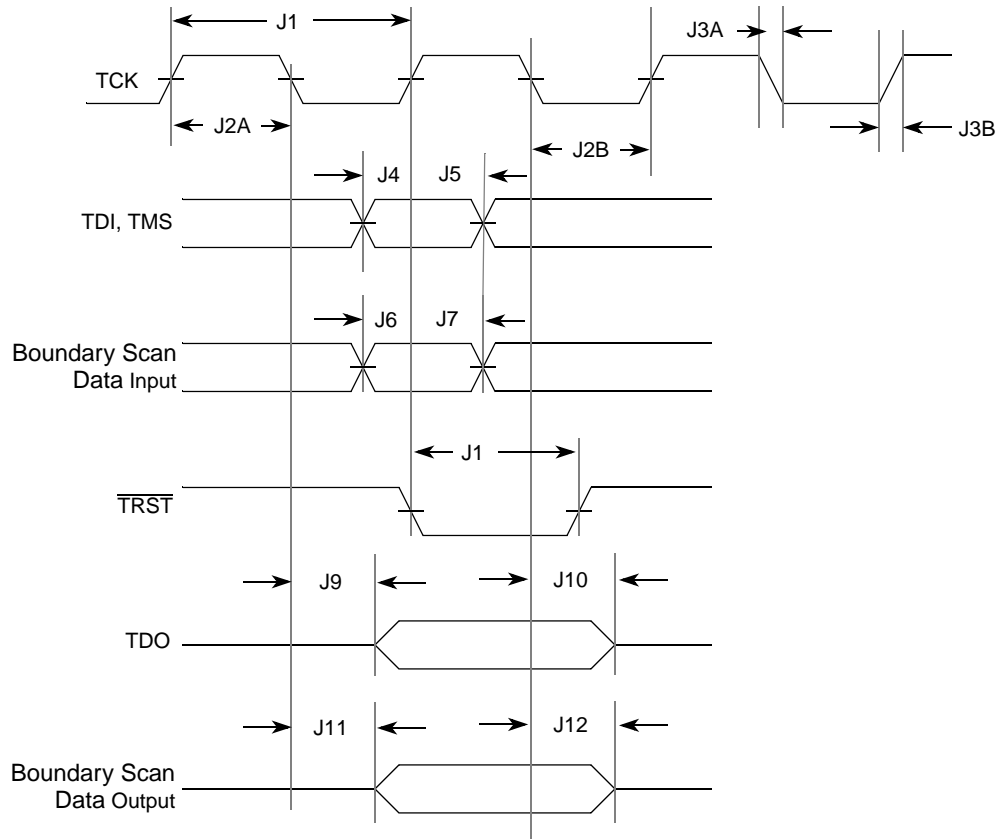 J1
J3A
TCK
J2A
J2B
J3B
J4
J5
TDI, TMS
J6
J7
Boundary Scan
Data Input
J1
TRST
J9
J10
TDO
J11
J12
Boundary Scan
Data Output